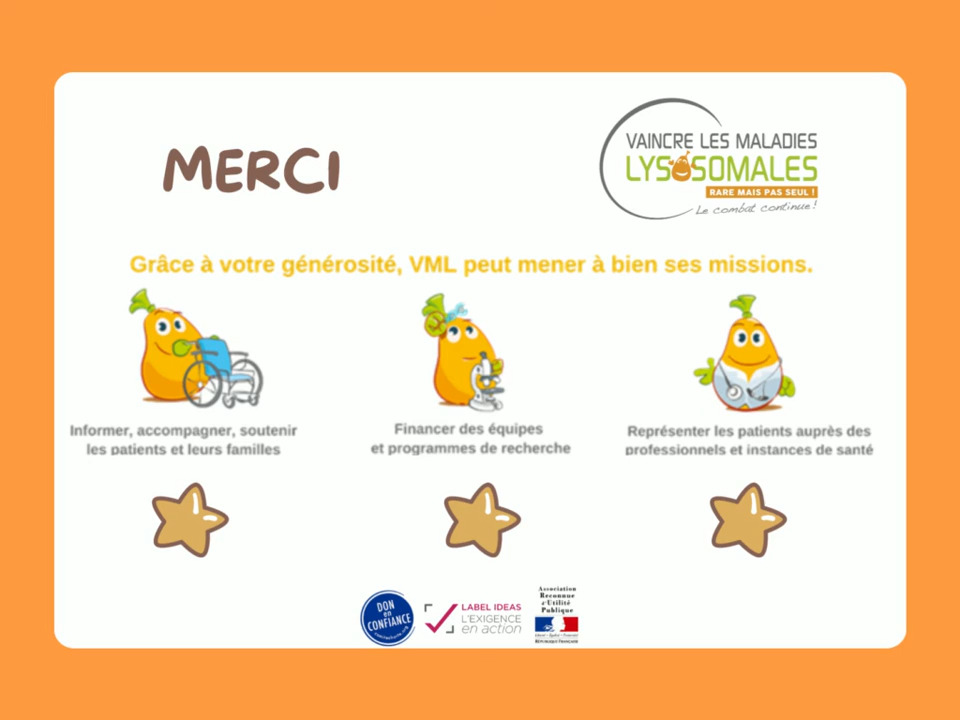 MERCI
VAINCRE LES MALADIES
LYSOSOMALES
RARE MAIS PAS SEUL !
Le combat continue!
Grâce à votre générosité, VML peut mener à bien ses missions.
Informer, accompagner, soutenir
les patients et leurs familles
Financer des équipes
et programmes de recherche
Représenter les patients auprès des
professionnels et instances de santé
DON
en
CONFIANCE
LABEL IDEAS
L'EXIGENCE
en action
Association
Reconnue
d'Utilité
Publique
RÉPUBLIQUE FRANÇAISE